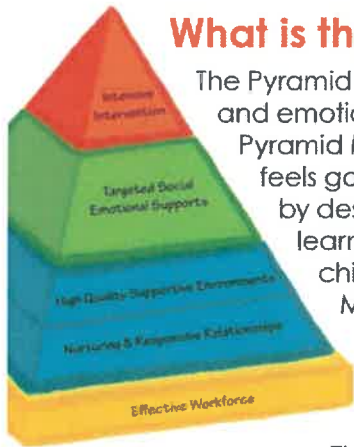 What is th
The Pyramid
and emotio
Pyramid M
feels go
by des
learn
chi
M
Intensive
Intervention
Targeted Social
Emotional Supports
High Quality Supportive Environments
Nurturing & Responsive Relationships
Effective Workforce